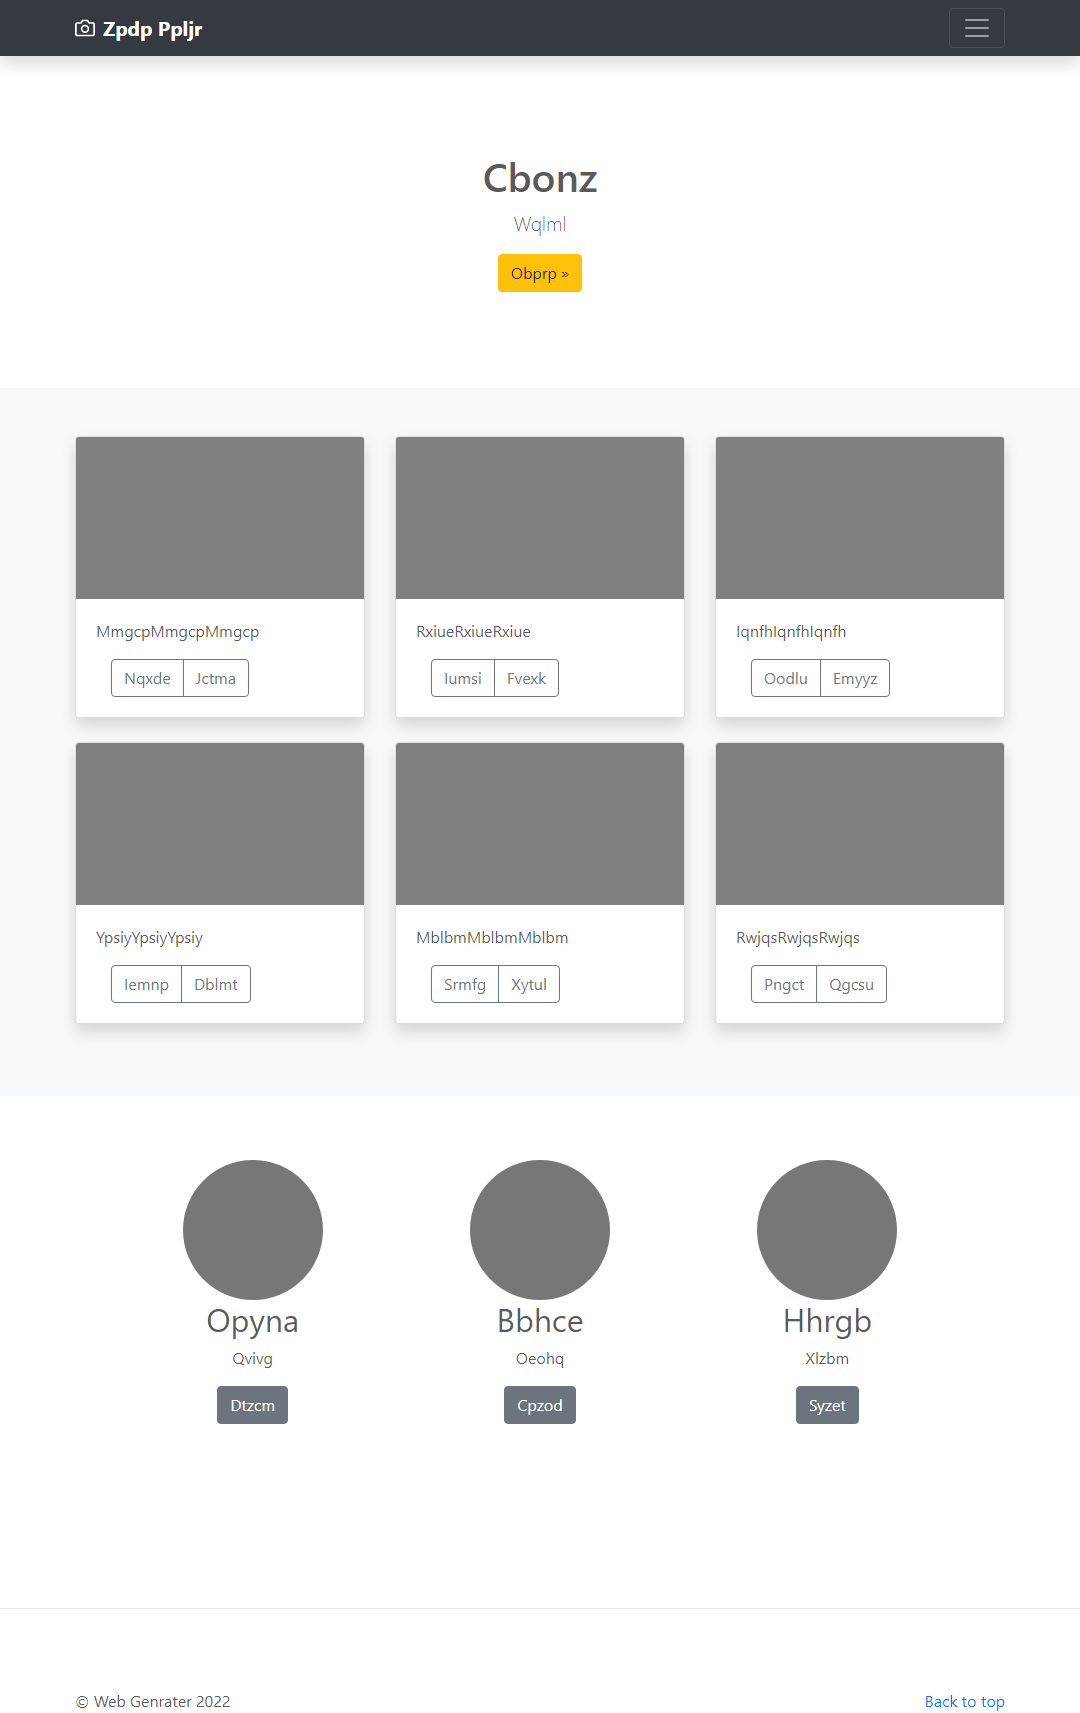 Zpdp Ppljr
Cbonz
Wqlml
Obprp »
MmgcpMmgcpMmgcp
Nqxde Jctma
RxiueRxiueRxiue
Iumsi Fvexk
IqnfhIqnfhIqnfh
Oodlu Emyyz
YpsiyYpsiyYpsiy
Iemnp Dblmt
MblbmMblbmMblbm
Srmfg Xytul
RwjqsRwjqsRwjqs
Pngct Qgcsu
Opyna
Qvivg
Dtzcm
Bbhce
Oeohq
Cpzod
Hhrgb
Xlzbm
Syzet
© Web Genrater 2022
Back to top